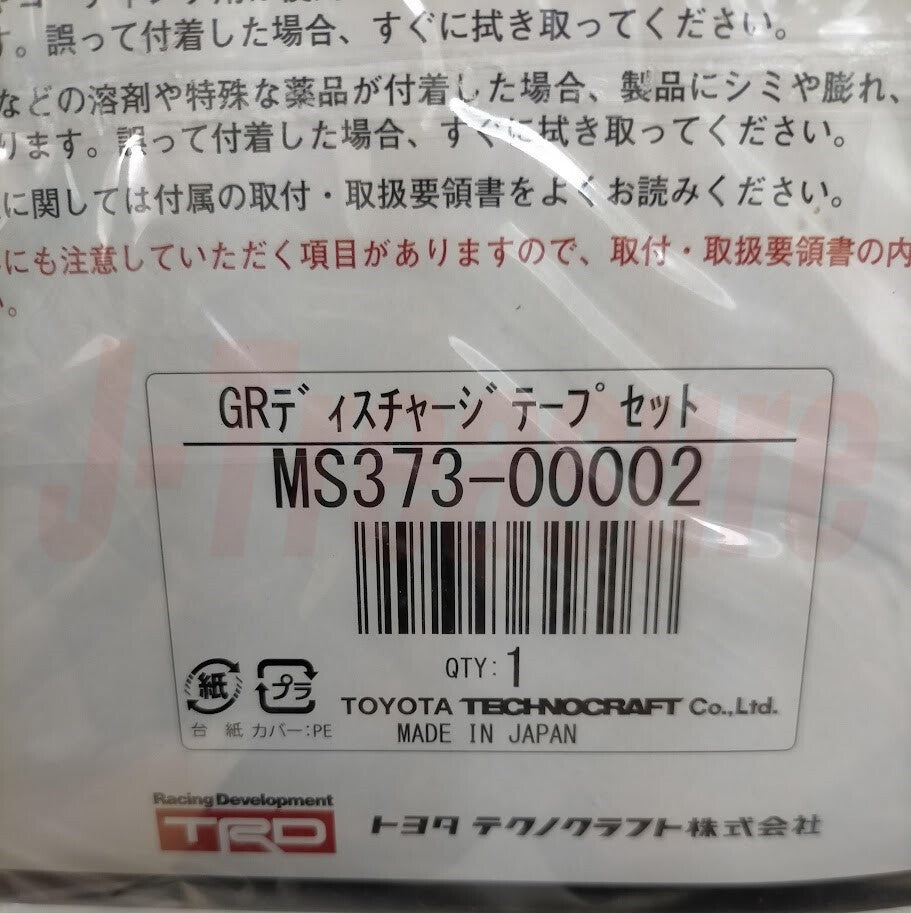 す。誤って付着した場合、すぐに拭き取ってください。
などの溶剤や特殊な薬品が付着した場合、製品にシミや膨れ、
ります。誤って付着した場合、すぐに拭き取ってください。
に関しては付属の取付・取扱要領書をよくお読みください。
にも注意していただく項目がありますので、取付・取扱要領書の内
い。
J-Treasure
GRディスチャージテープセット
MS373-00002
QTY:1
紙 プラ
台紙 カバー:PE
TOYOTA TECHNOCRAFT Co.,Ltd.
MADE IN JAPAN
Racing Development
TRD
トヨタ テクノクラフト株式会社